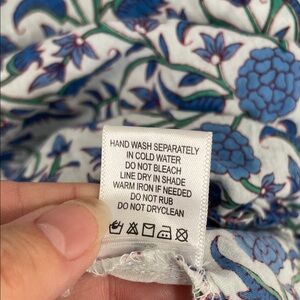 HAND WASH SEPARATELY
IN COLD WATER
DO NOT BLEACH
LINE DRY IN SHADE
WARM IRON IF NEEDED
DO NOT RUB
DO NOT DRYCLEAN